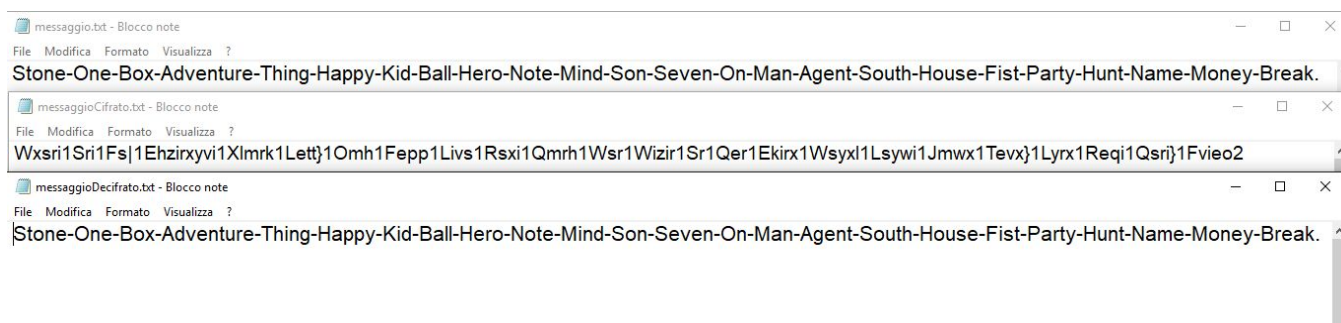 messaggio.txt - Blocco note
File Modifica Formato Visualizza ?
Stone-One-Box-Adventure-Thing-Happy-Kid-Ball-Hero-Note-Mind-Son-Seven-On-Man-Agent-South-House-Fist-Party-Hunt-Name-Money-Break.
messaggioCifrato.txt - Blocco note
File Modifica Formato Visualizza ?
Wxsri1Sri1Fs|1Ehzirxyvi1Xlmrk1Lett}1Omh1Fepp1Livs1Rsxi1Qmrh1Wsr1Wizir1Sr1Qer1Ekirx1Wsyxl1Lsywi1Jmwx1Tevx}1Lyrx1Reqi1Qsri}1Fvieo2
messaggioDecifrato.txt - Blocco note
File Modifica Formato Visualizza ?
Stone-One-Box-Adventure-Thing-Happy-Kid-Ball-Hero-Note-Mind-Son-Seven-On-Man-Agent-South-House-Fist-Party-Hunt-Name-Money-Break.